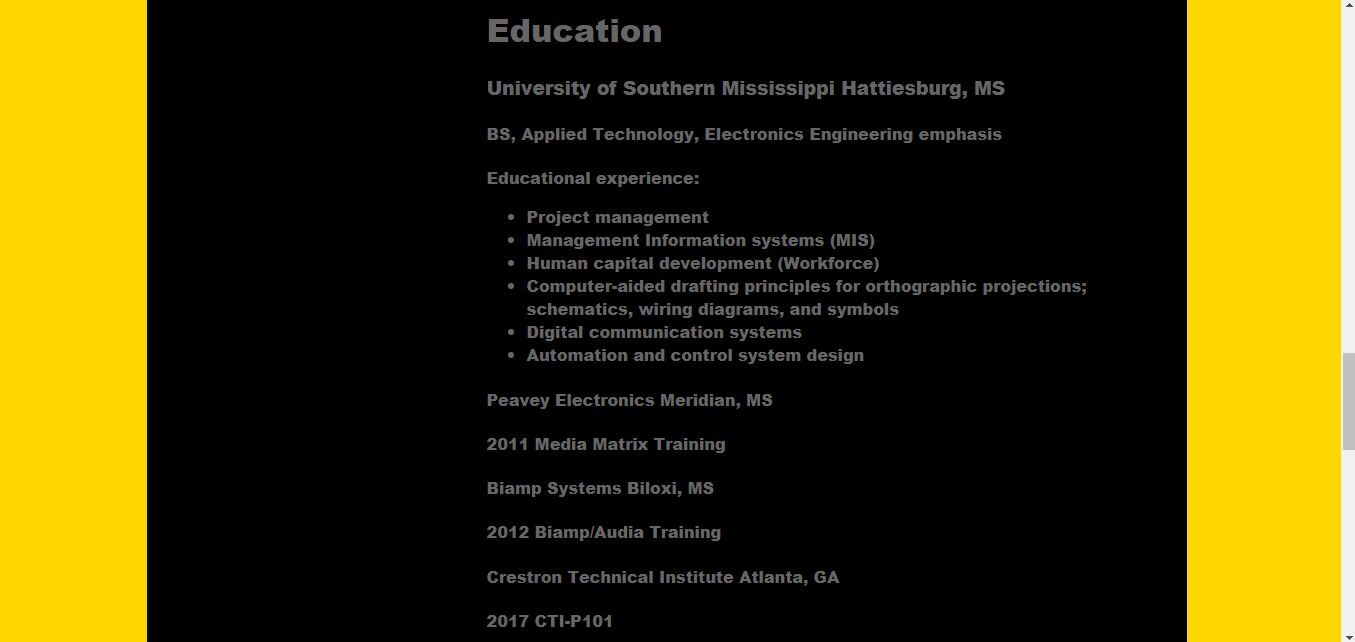 Education
University of Southern Mississippi Hattiesburg, MS
BS, Applied Technology, Electronics Engineering emphasis
Educational experience:
Project management
Management Information systems (MIS)
Human capital development (Workforce)
Computer-aided drafting principles for orthographic projections;
schematics, wiring diagrams, and symbols
Digital communication systems
Automation and control system design
Peavey Electronics Meridian, MS
2011 Media Matrix Training
Biamp Systems Biloxi, MS
2012 Biamp/Audia Training
Crestron Technical Institute Atlanta, GA
2017 CTI-P101